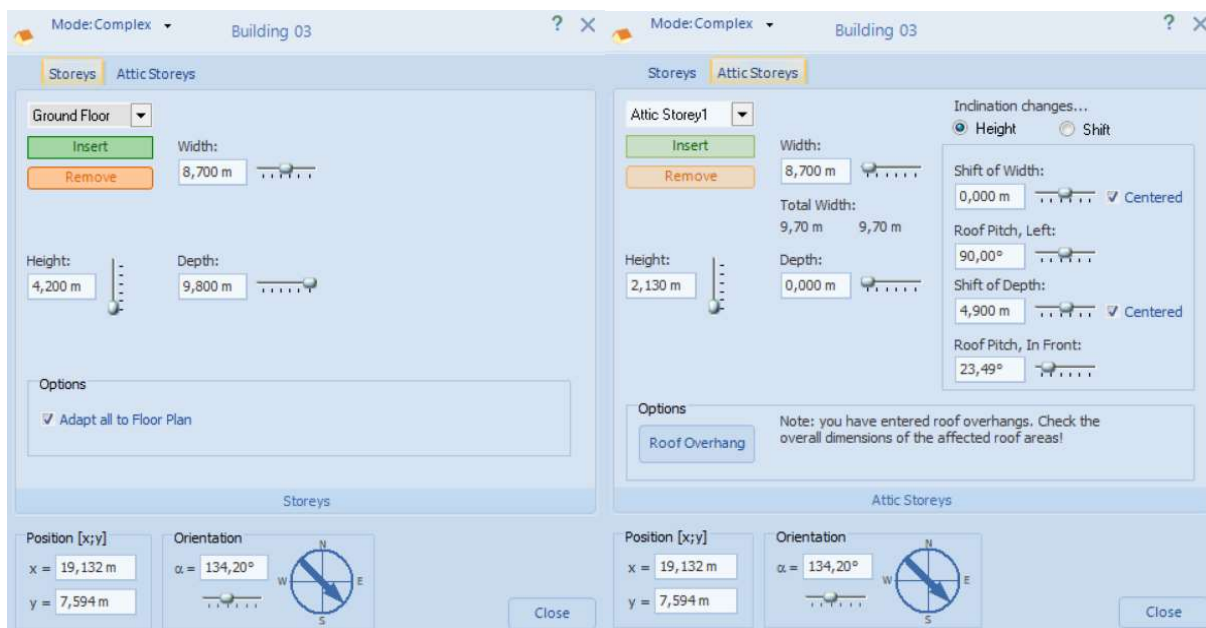 Mode:Complex
Building 03
?
Storeys Attic Storeys
Ground Floor
Insert
Remove
Width:
8,700 m
Height:
4,200 m
Depth:
9,800 m
Options
Adapt all to Floor Plan
Storeys
Position [x;y]
x = 19,132 m
y = 7,594 m
Orientation
α = 134,20°
N
W E
S
Close
Mode:Complex
Building 03
?
Storeys Attic Storeys
Attic Storey1
Insert
Remove
Width:
8,700 m
Total Width:
9,70 m 9,70 m
Height:
2,130 m
Depth:
0,000 m
Inclination changes...
Height Shift
Shift of Width:
0,000 m Centered
Roof Pitch, Left:
90,00°
Shift of Depth:
4,900 m Centered
Roof Pitch, In Front:
23,49°
Options
Roof Overhang
Note: you have entered roof overhangs. Check the
overall dimensions of the affected roof areas!
Attic Storeys
Position [x;y]
x = 19,132 m
y = 7,594 m
Orientation
α = 134,20°
N
W E
S
Close